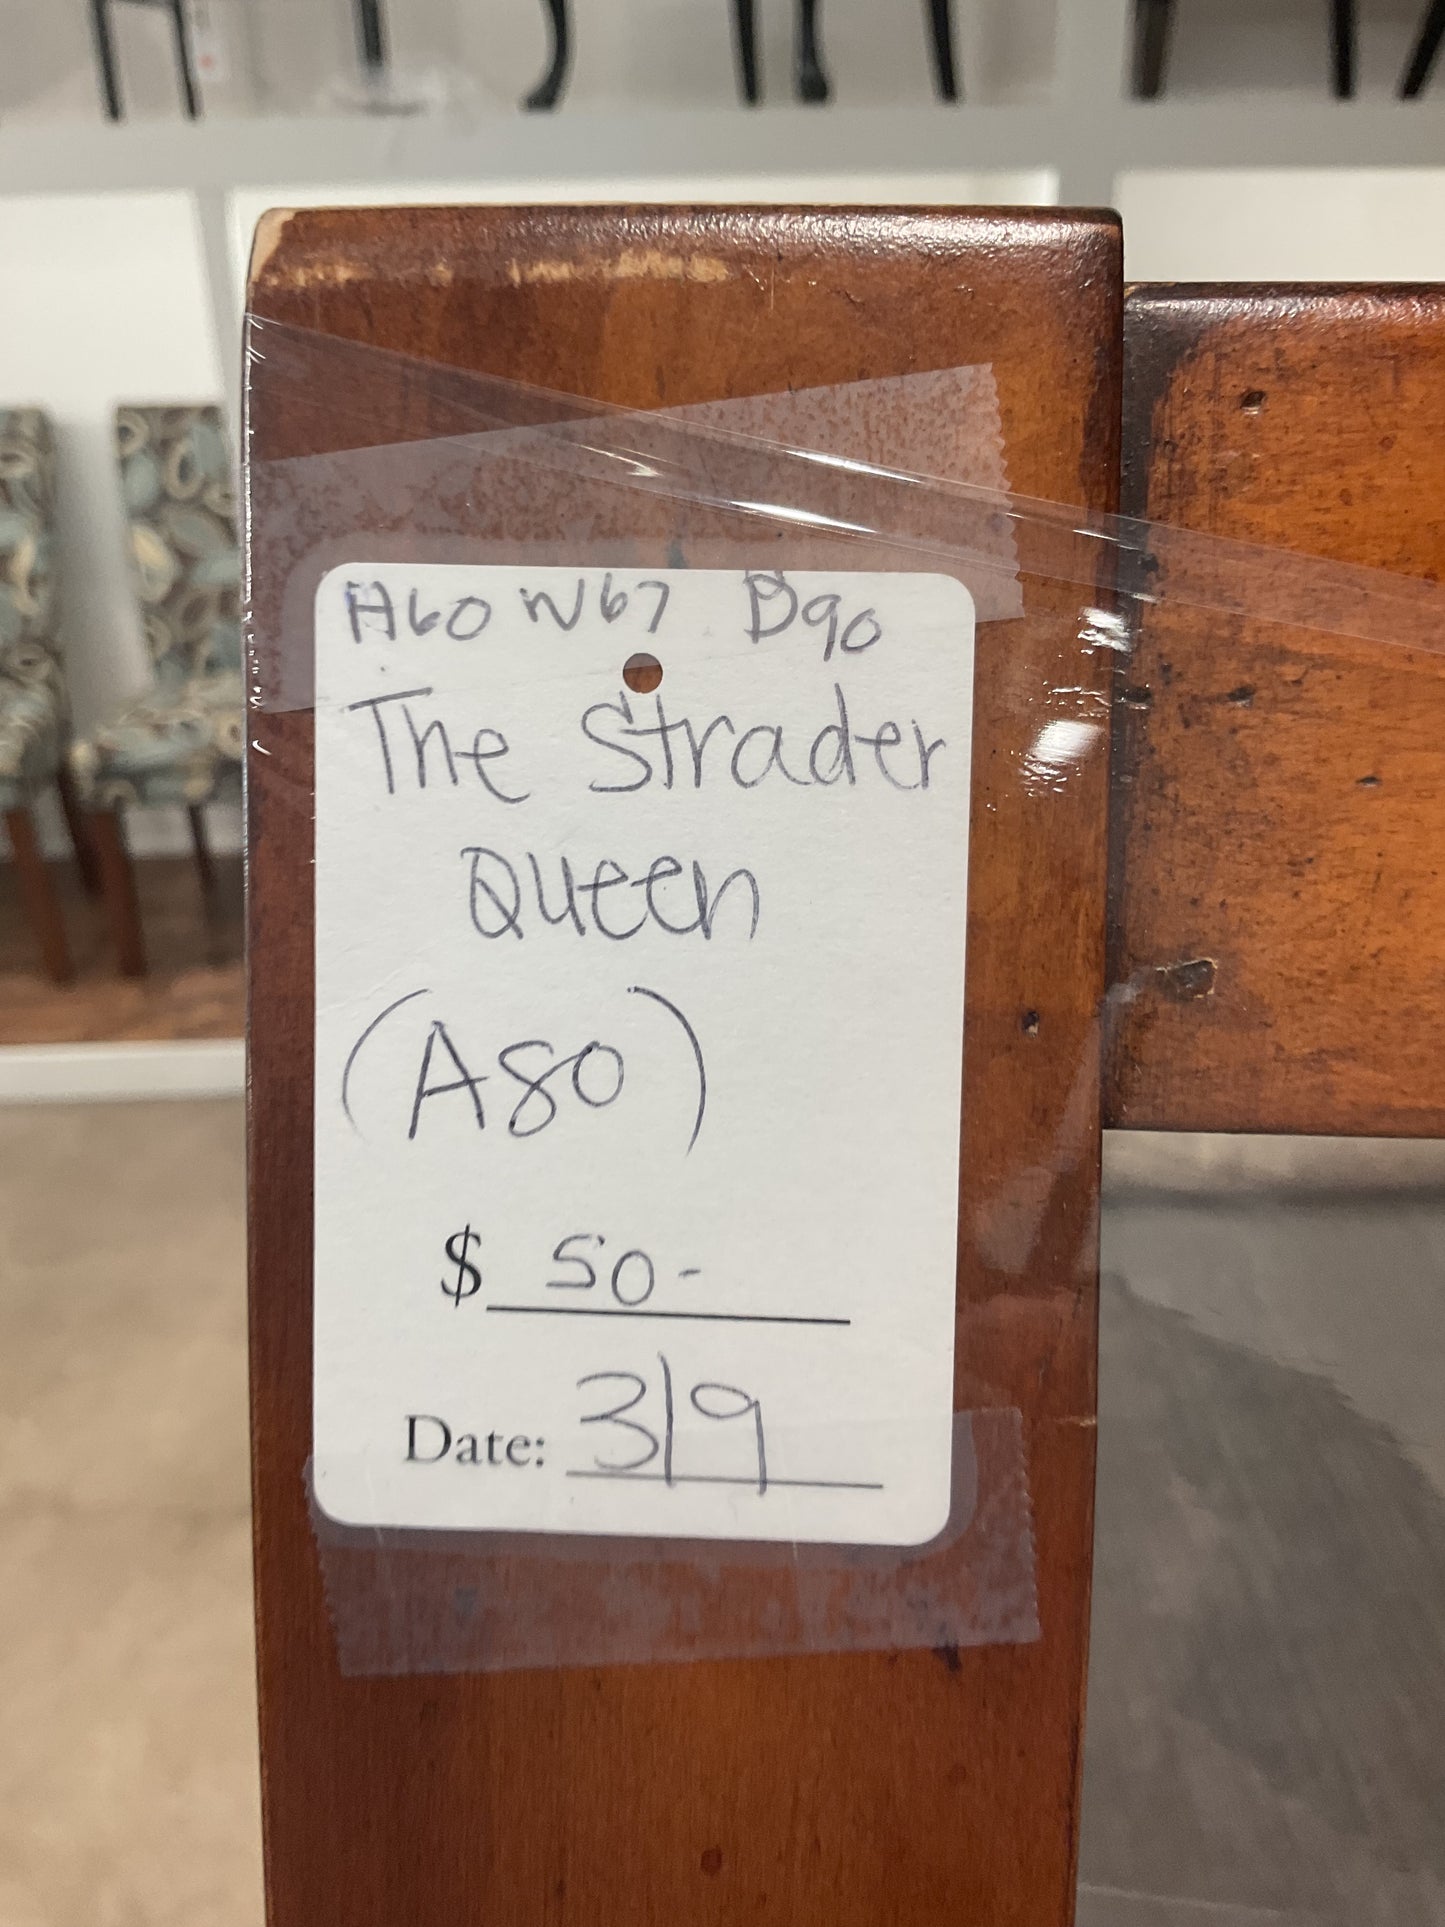 H60 W67 D90
The Strader
Queen
(A80)
$ 50-
Date: 3/9